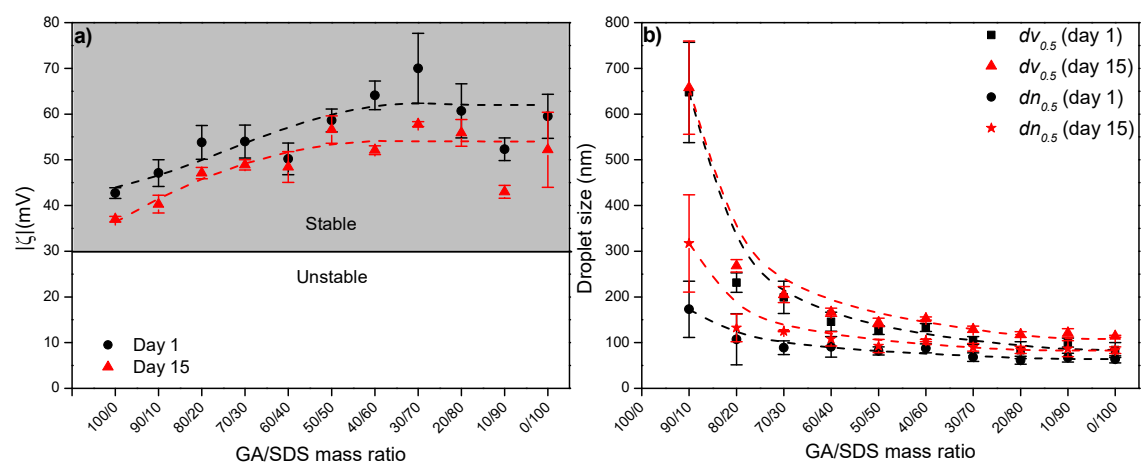 a)
80
70
60
50
40
30
20
10
0
|ζ|(mV)
Stable
Unstable
Day 1
Day 15
100/0
90/10
80/20
70/30
60/40
50/50
40/60
30/70
20/80
10/90
0/100
GA/SDS mass ratio
b)
800
700
600
500
400
300
200
100
0
Droplet size (nm)
dv0.5 (day 1)
dv0.5 (day 15)
dn0.5 (day 1)
dn0.5 (day 15)
100/0
90/10
80/20
70/30
60/40
50/50
40/60
30/70
20/80
10/90
0/100
GA/SDS mass ratio